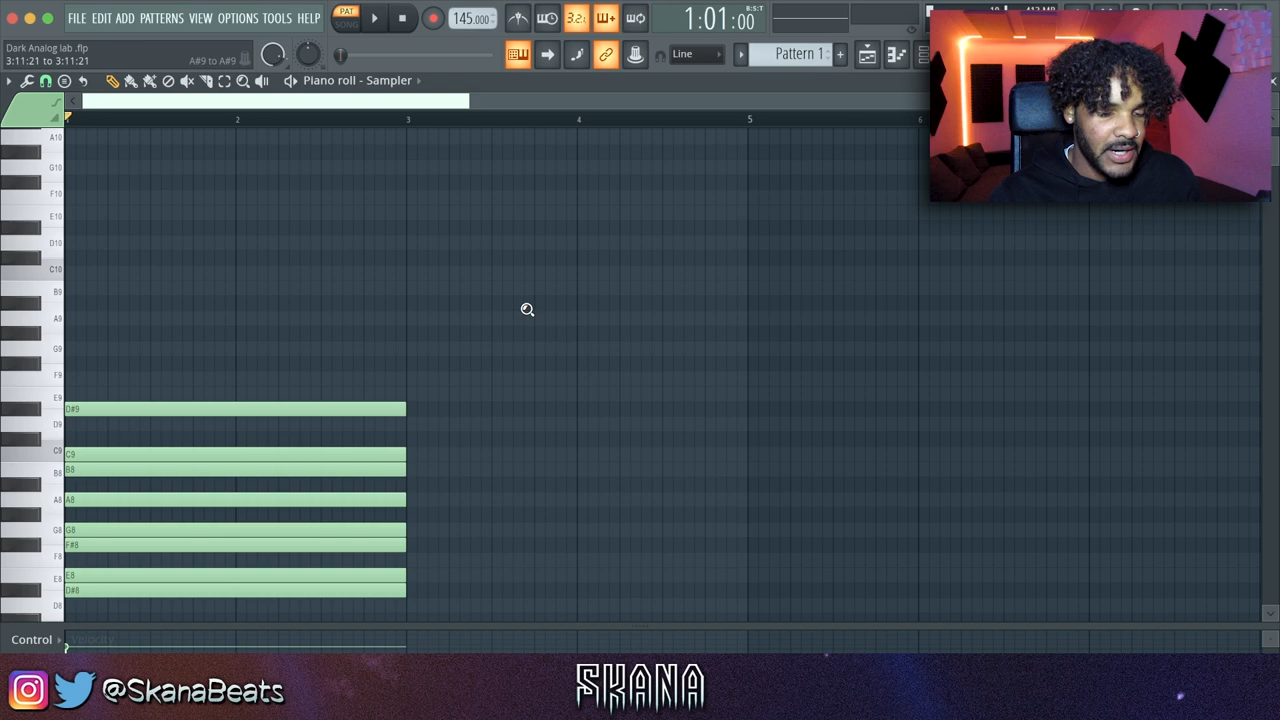 FILE EDIT ADD PATTERNS VIEW OPTIONS TOOLS HELP
PAT
SONG
145.000
3.2.
1:01:00
B:S:T
Dark Analog lab .flp
3:11:21 to 3:11:21
A#9 to A#9
Line
Pattern 1
Piano roll - Sampler
2
3
4
5
6
A10
G10
F10
E10
D10
C10
B9
A9
G9
F9
E9
D#9
D9
C9
C9
B8
B8
A8
A8
G8
G8
F#8
F8
E8
E8
D#8
D8
Control
Velocity
@SkanaBeats
SKANA